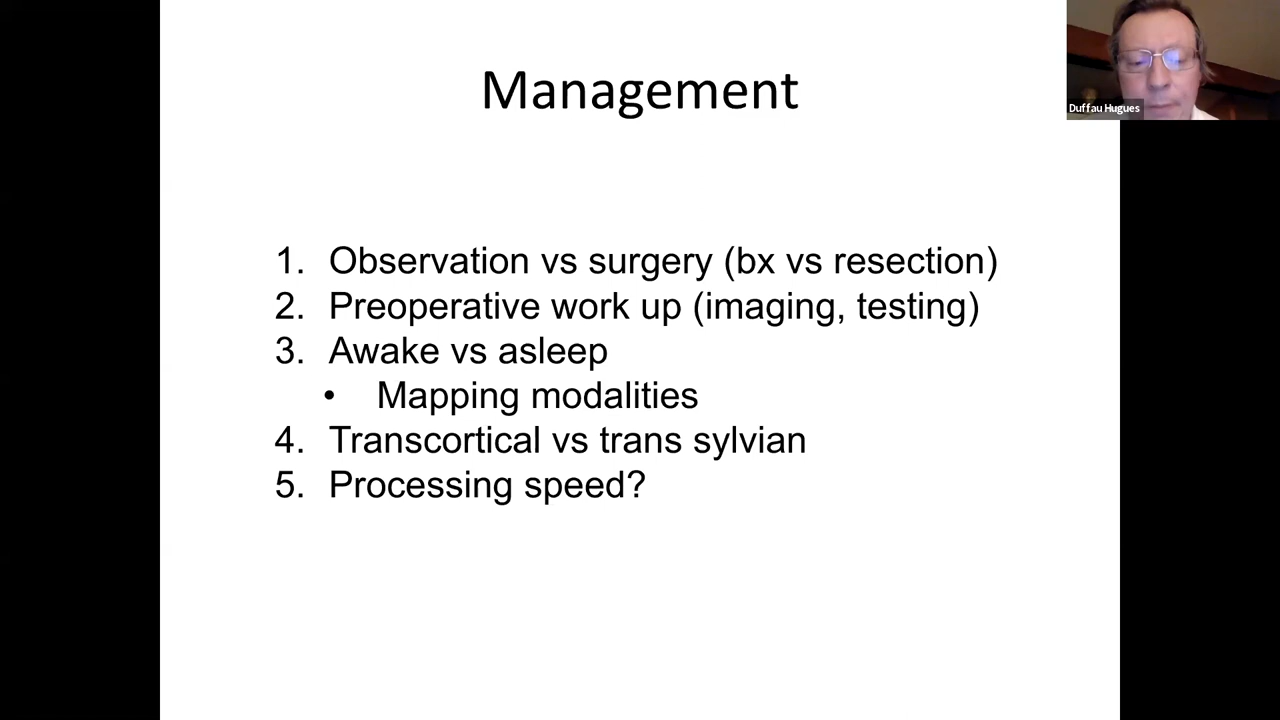 Management
Duffau Hugues
1. Observation vs surgery (bx vs resection)
2. Preoperative work up (imaging, testing)
3. Awake vs asleep
• Mapping modalities
4. Transcortical vs trans sylvian
5. Processing speed?